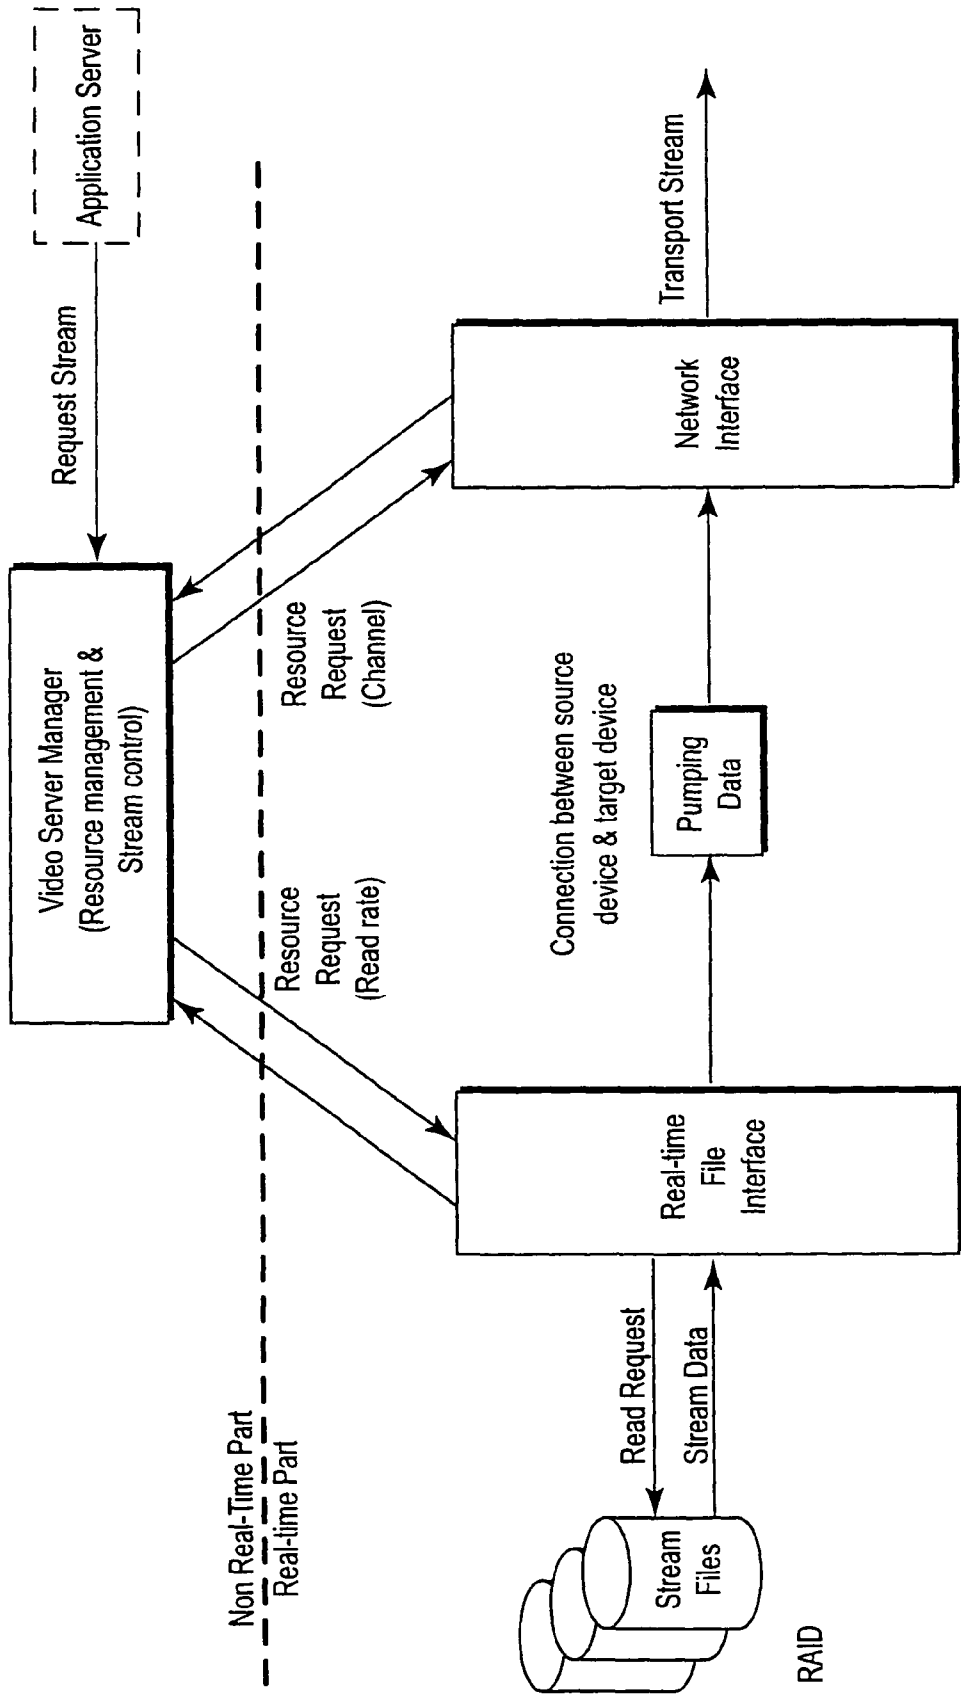 Application Server
Request Stream
Video Server Manager
(Resource management &
Stream control)
Non Real-Time Part
Real-time Part
Resource
Request
(Read rate)
Resource
Request
(Channel)
Connection between source
device & target device
Read Request
Stream Data
Stream
Files
RAID
Real-time
File
Interface
Pumping
Data
Network
Interface
Transport Stream